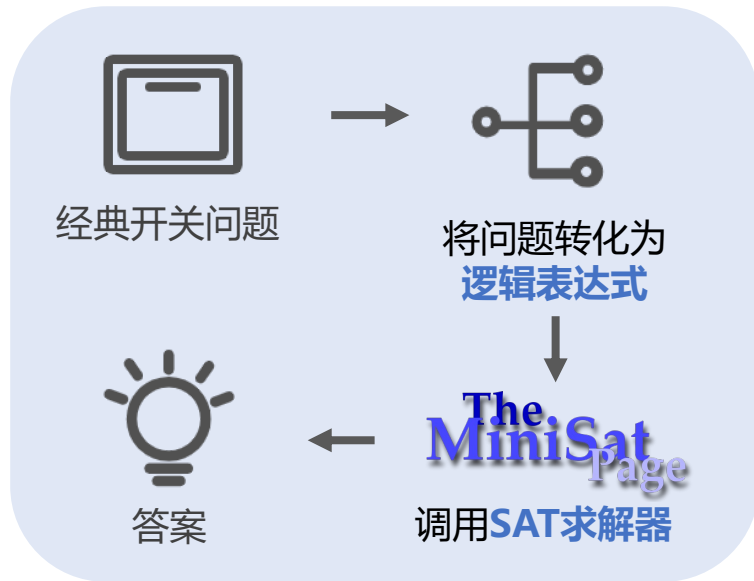 经典开关问题
将问题转化为
逻辑表达式
The
MiniSat
Page
调用SAT求解器
答案